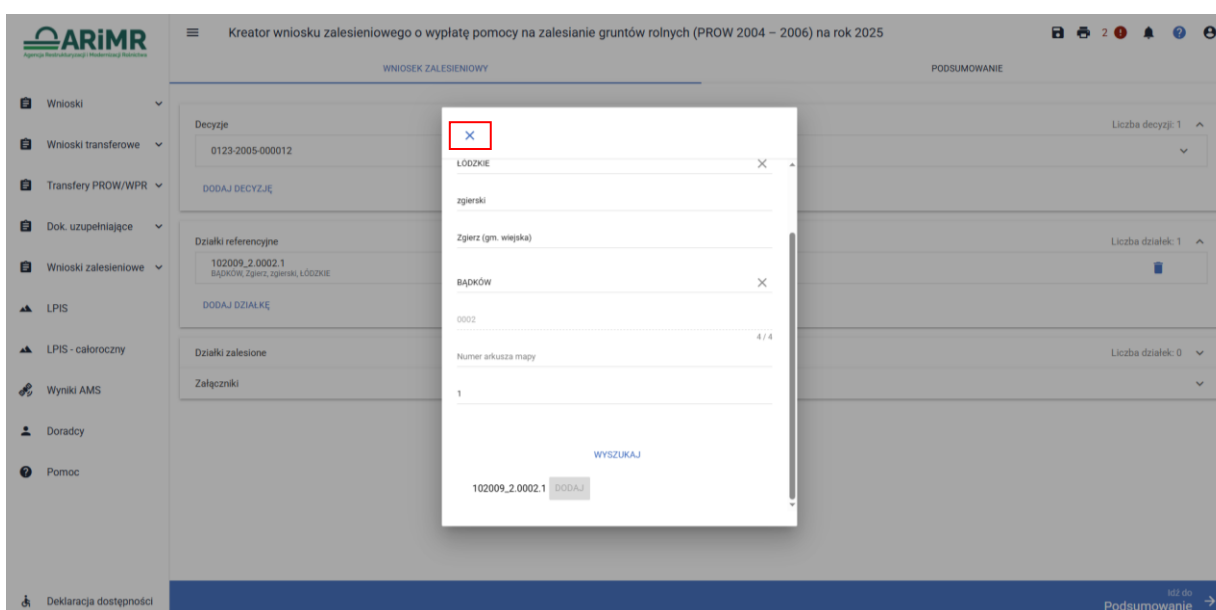 ARiMR
Agencja Restrukturyzacji i Modernizacji Rolnictwa
Kreator wniosku zalesieniowego o wypłatę pomocy na zalesianie gruntów rolnych (PROW 2004 – 2006) na rok 2025
2
WNIOSEK ZALESIENIOWY
PODSUMOWANIE
Wnioski
Wnioski transferowe
Transfery PROW/WPR
Dok. uzupełniające
Wnioski zalesieniowe
LPIS
LPIS - całoroczny
Wyniki AMS
Doradcy
Pomoc
Deklaracja dostępności
Decyzje
Liczba decyzji: 1
0123-2005-000012
DODAJ DECYZJĘ
Działki referencyjne
Liczba działek: 1
102009_2.0002.1
BĄDKÓW, Zgierz, zgierski, ŁÓDZKIE
DODAJ DZIAŁKĘ
Działki zalesione
Liczba działek: 0
Załączniki
ŁÓDZKIE
zgierski
Zgierz (gm. wiejska)
BĄDKÓW
0002
4 / 4
Numer arkusza mapy
1
WYSZUKAJ
102009_2.0002.1 DODAJ
Idź do
Podsumowanie